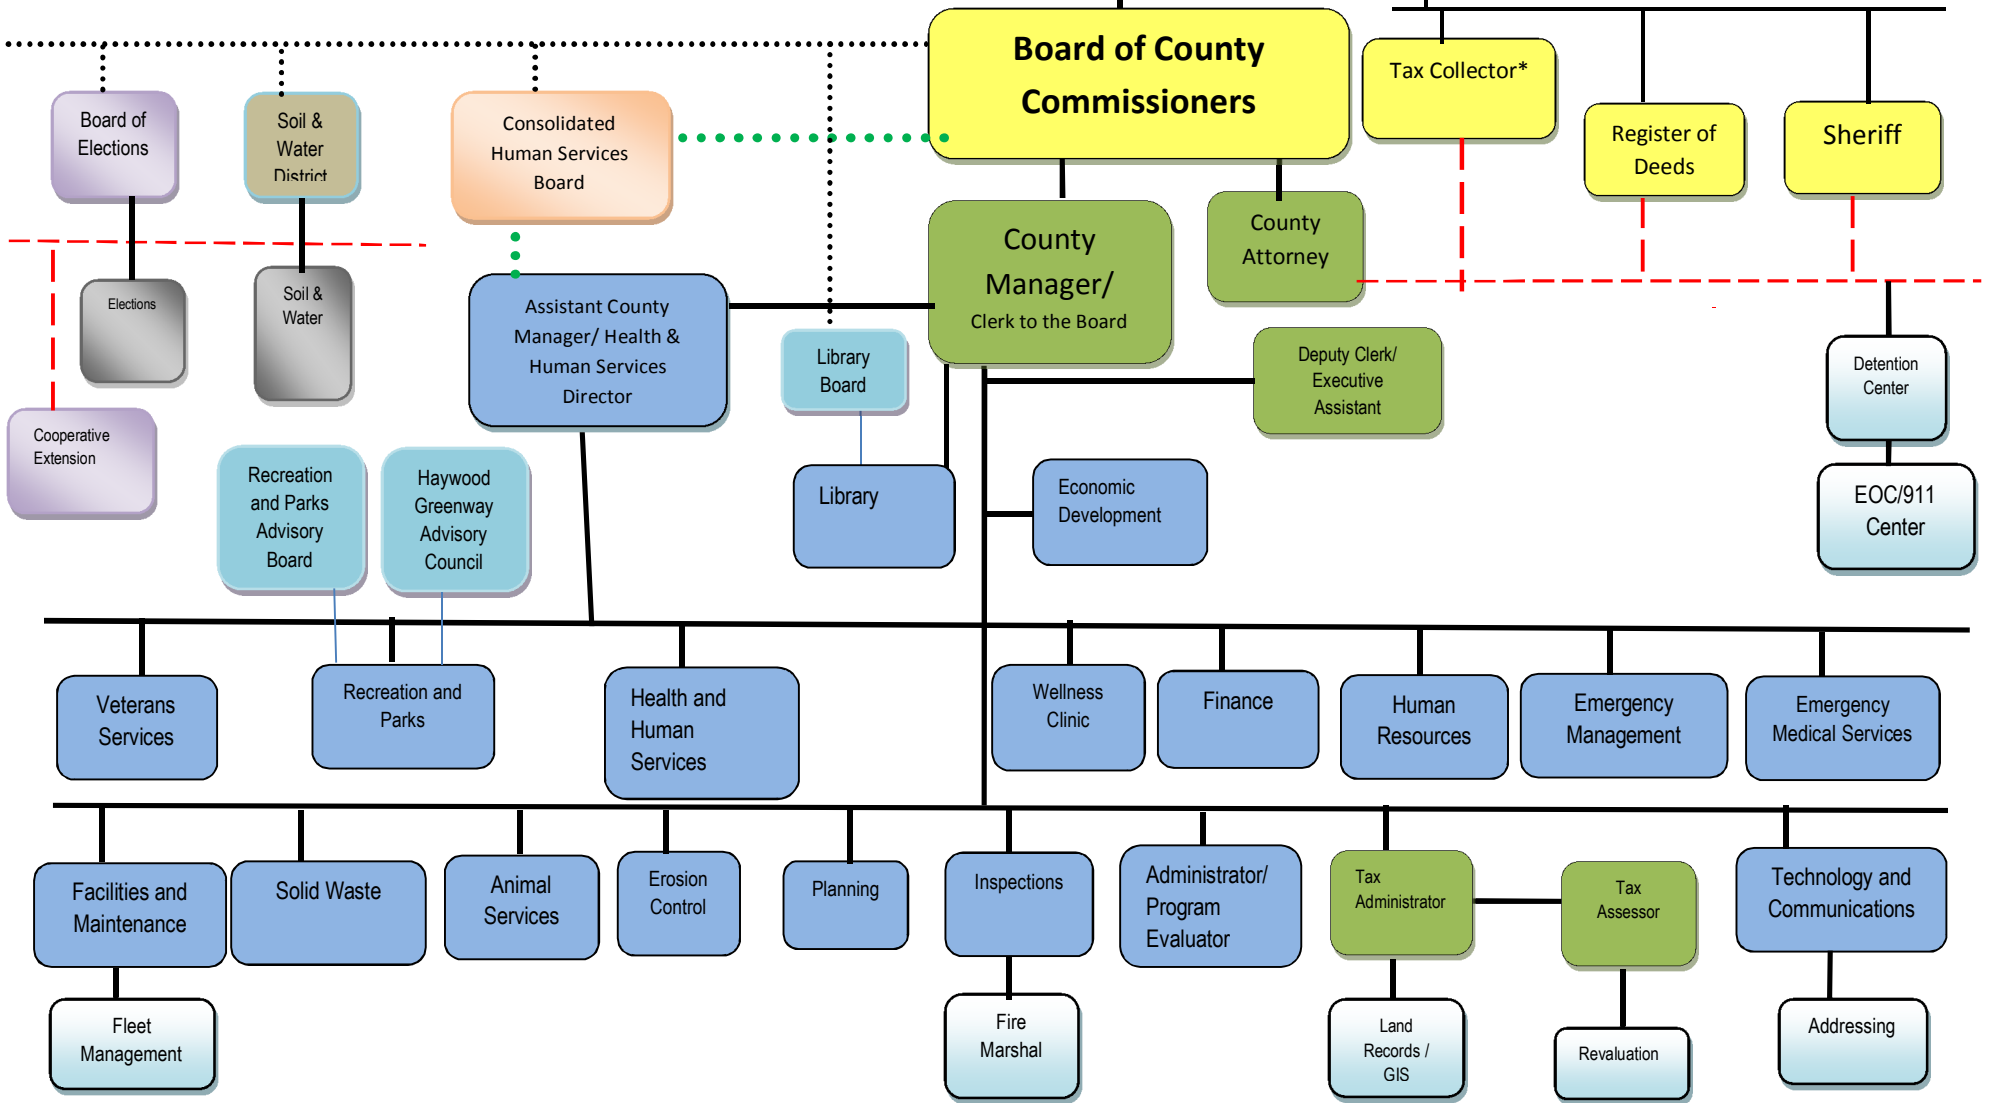 Board of County
Commissioners
Tax Collector*
Board of
Elections
Soil &
Water
District
Consolidated
Human Services
Board
Register of
Deeds
Sheriff
County
Manager/
Clerk to the Board
County
Attorney
Elections
Soil &
Water
Assistant County
Manager/ Health &
Human Services
Director
Library
Board
Deputy Clerk/
Executive
Assistant
Detention
Center
Cooperative
Extension
Recreation
and Parks
Advisory
Board
Haywood
Greenway
Advisory
Council
Library
Economic
Development
EOC/911
Center
Veterans
Services
Recreation and
Parks
Health and
Human
Services
Wellness
Clinic
Finance
Human
Resources
Emergency
Management
Emergency
Medical Services
Facilities and
Maintenance
Solid Waste
Animal
Services
Erosion
Control
Planning
Inspections
Administrator/
Program
Evaluator
Tax
Administrator
Tax
Assessor
Technology and
Communications
Fleet
Management
Fire
Marshal
Land
Records /
GIS
Revaluation
Addressing